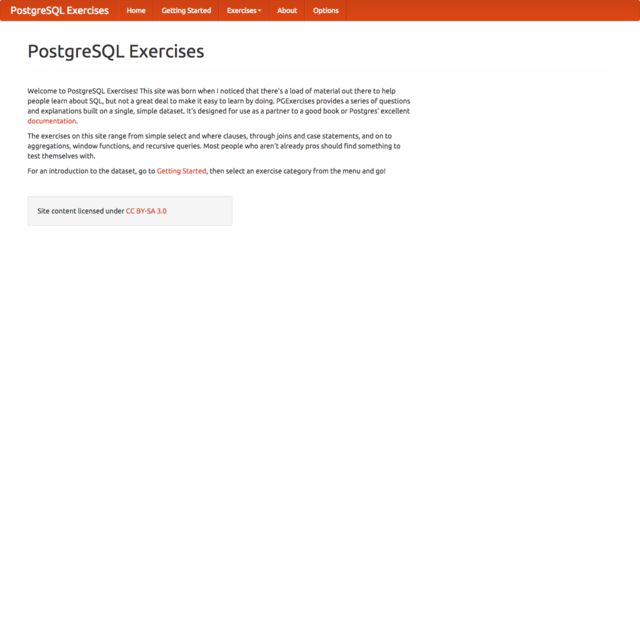 PostgreSQL Exercises Home Getting Started Exercises About Options
PostgreSQL Exercises
Welcome to PostgreSQL Exercises! This site was born when I noticed that there's a load of material out there to help
people learn about SQL, but not a great deal to make it easy to learn by doing. PGExercises provides a series of questions
and explanations built on a single, simple dataset. It's designed for use as a partner to a good book or Postgres' excellent
documentation.
The exercises on this site range from simple select and where clauses, through joins and case statements, and on to
aggregations, window functions, and recursive queries. Most people who aren't already pros should find something to
test themselves with.
For an introduction to the dataset, go to Getting Started, then select an exercise category from the menu and go!
Site content licensed under CC BY-SA 3.0